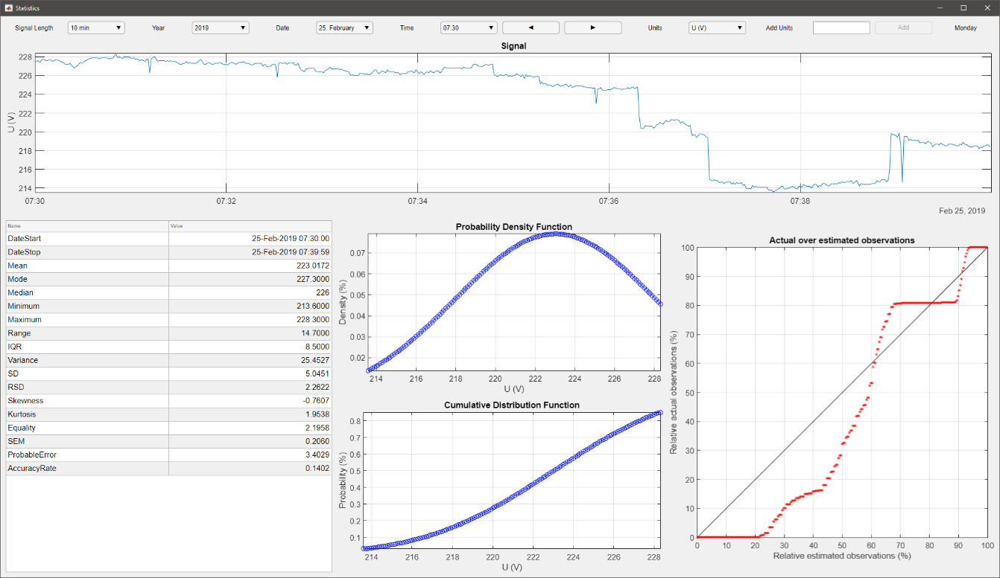 Statistics
Signal Length 10 min Year 2019 Date 25. February Time 07:30 Units U (V) Add Units Add Monday
Signal
228
226
224
222
220
218
216
214
U (V)
07:30 07:32 07:34 07:36 07:38
Feb 25, 2019
Name Value
DateStart 25-Feb-2019 07:30:00
DateStop 25-Feb-2019 07:39:59
Mean 223.0172
Mode 227.3000
Median 226
Minimum 213.6000
Maximum 228.3000
Range 14.7000
IQR 8.5000
Variance 25.4527
SD 5.0451
RSD 2.2622
Skewness -0.7607
Kurtosis 1.9538
Equality 2.1958
SEM 0.2060
ProbableError 3.4029
AccuracyRate 0.1402
Probability Density Function
0.07
0.06
0.05
0.04
0.03
0.02
Density (%)
214 216 218 220 222 224 226 228
U (V)
Cumulative Distribution Function
0.8
0.7
0.6
0.5
0.4
0.3
0.2
0.1
Probability (%)
214 216 218 220 222 224 226 228
U (V)
Actual over estimated observations
100
90
80
70
60
50
40
30
20
10
0
Relative actual observations (%)
0 10 20 30 40 50 60 70 80 90 100
Relative estimated observations (%)